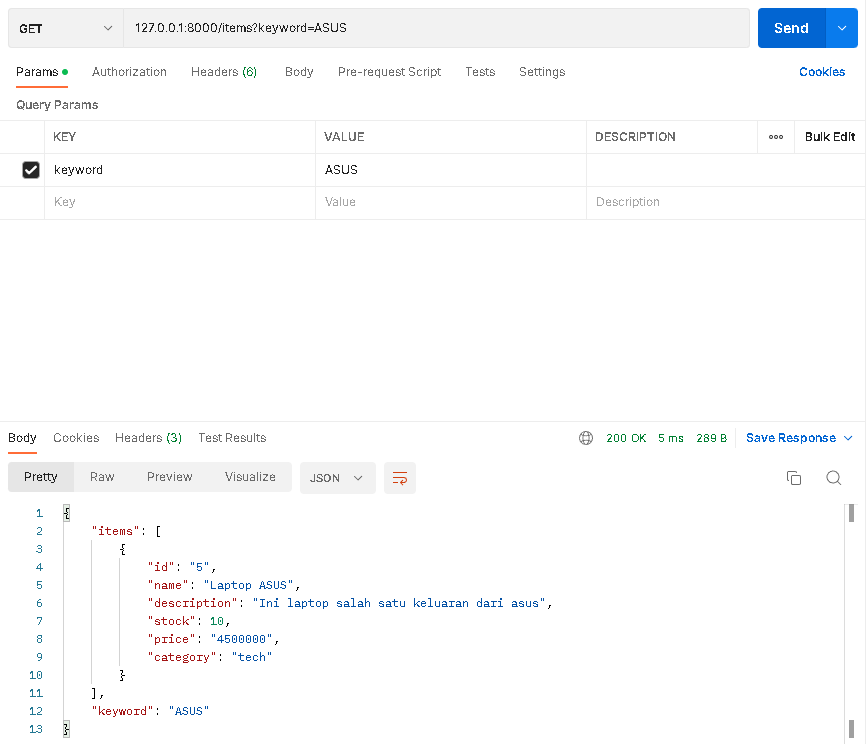 GET 127.0.0.1:8000/items?keyword=ASUS Send
Params Authorization Headers (6) Body Pre-request Script Tests Settings Cookies
Query Params
KEY VALUE DESCRIPTION Bulk Edit
keyword ASUS
Key Value Description
Body Cookies Headers (3) Test Results 200 OK 5 ms 289 B Save Response
Pretty Raw Preview Visualize JSON
1 {
2 "items": [
3 {
4 "id": "5",
5 "name": "Laptop ASUS",
6 "description": "Ini laptop salah satu keluaran dari asus",
7 "stock": 10,
8 "price": "4500000",
9 "category": "tech"
10 }
11 ],
12 "keyword": "ASUS"
13 }